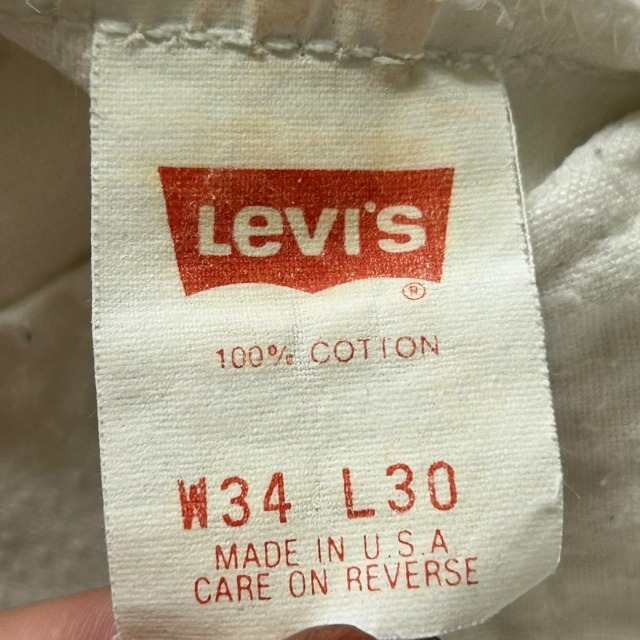 Levi's
®
100% COTTON
W34 L30
MADE IN U.S.A
CARE ON REVERSE